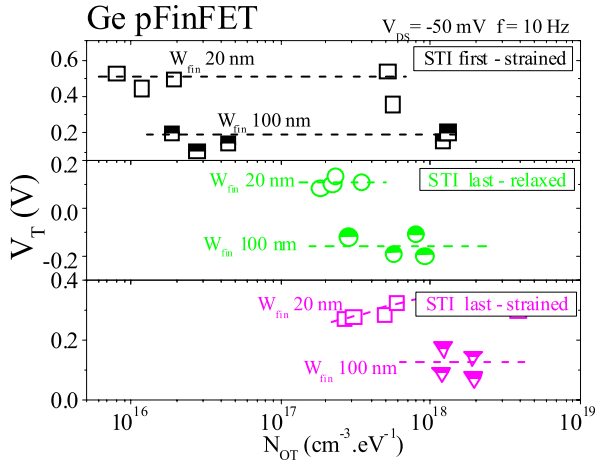 Ge pFinFET
V_DS = -50 mV f = 10 Hz
W_fin 20 nm
STI first - strained
W_fin 100 nm
0.6
0.4
0.2
W_fin 20 nm
STI last - relaxed
W_fin 100 nm
0.2
0.0
-0.2
W_fin 20 nm
STI last - strained
W_fin 100 nm
0.4
0.2
0.0
V_T (V)
10^16 10^17 10^18 10^19
N_OT (cm^-3.eV^-1)